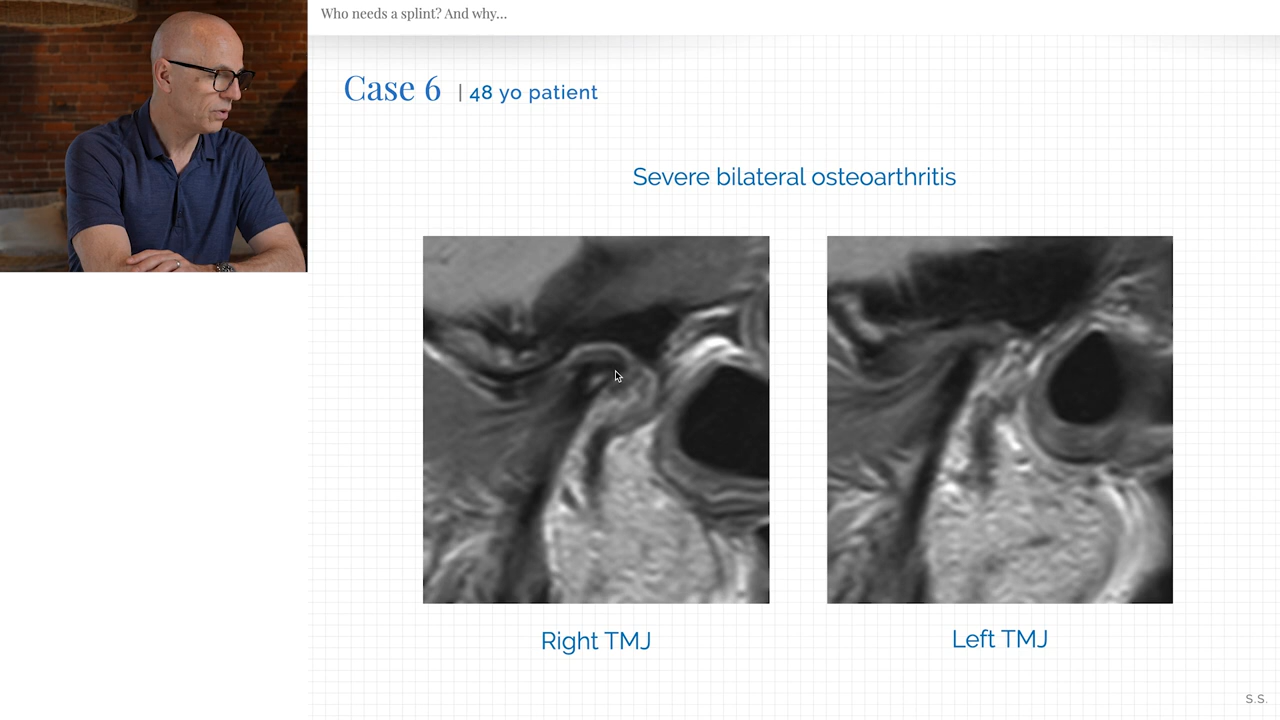 Who needs a splint? And why...
Case 6 | 48 yo patient
Severe bilateral osteoarthritis
Right TMJ
Left TMJ
S.S.